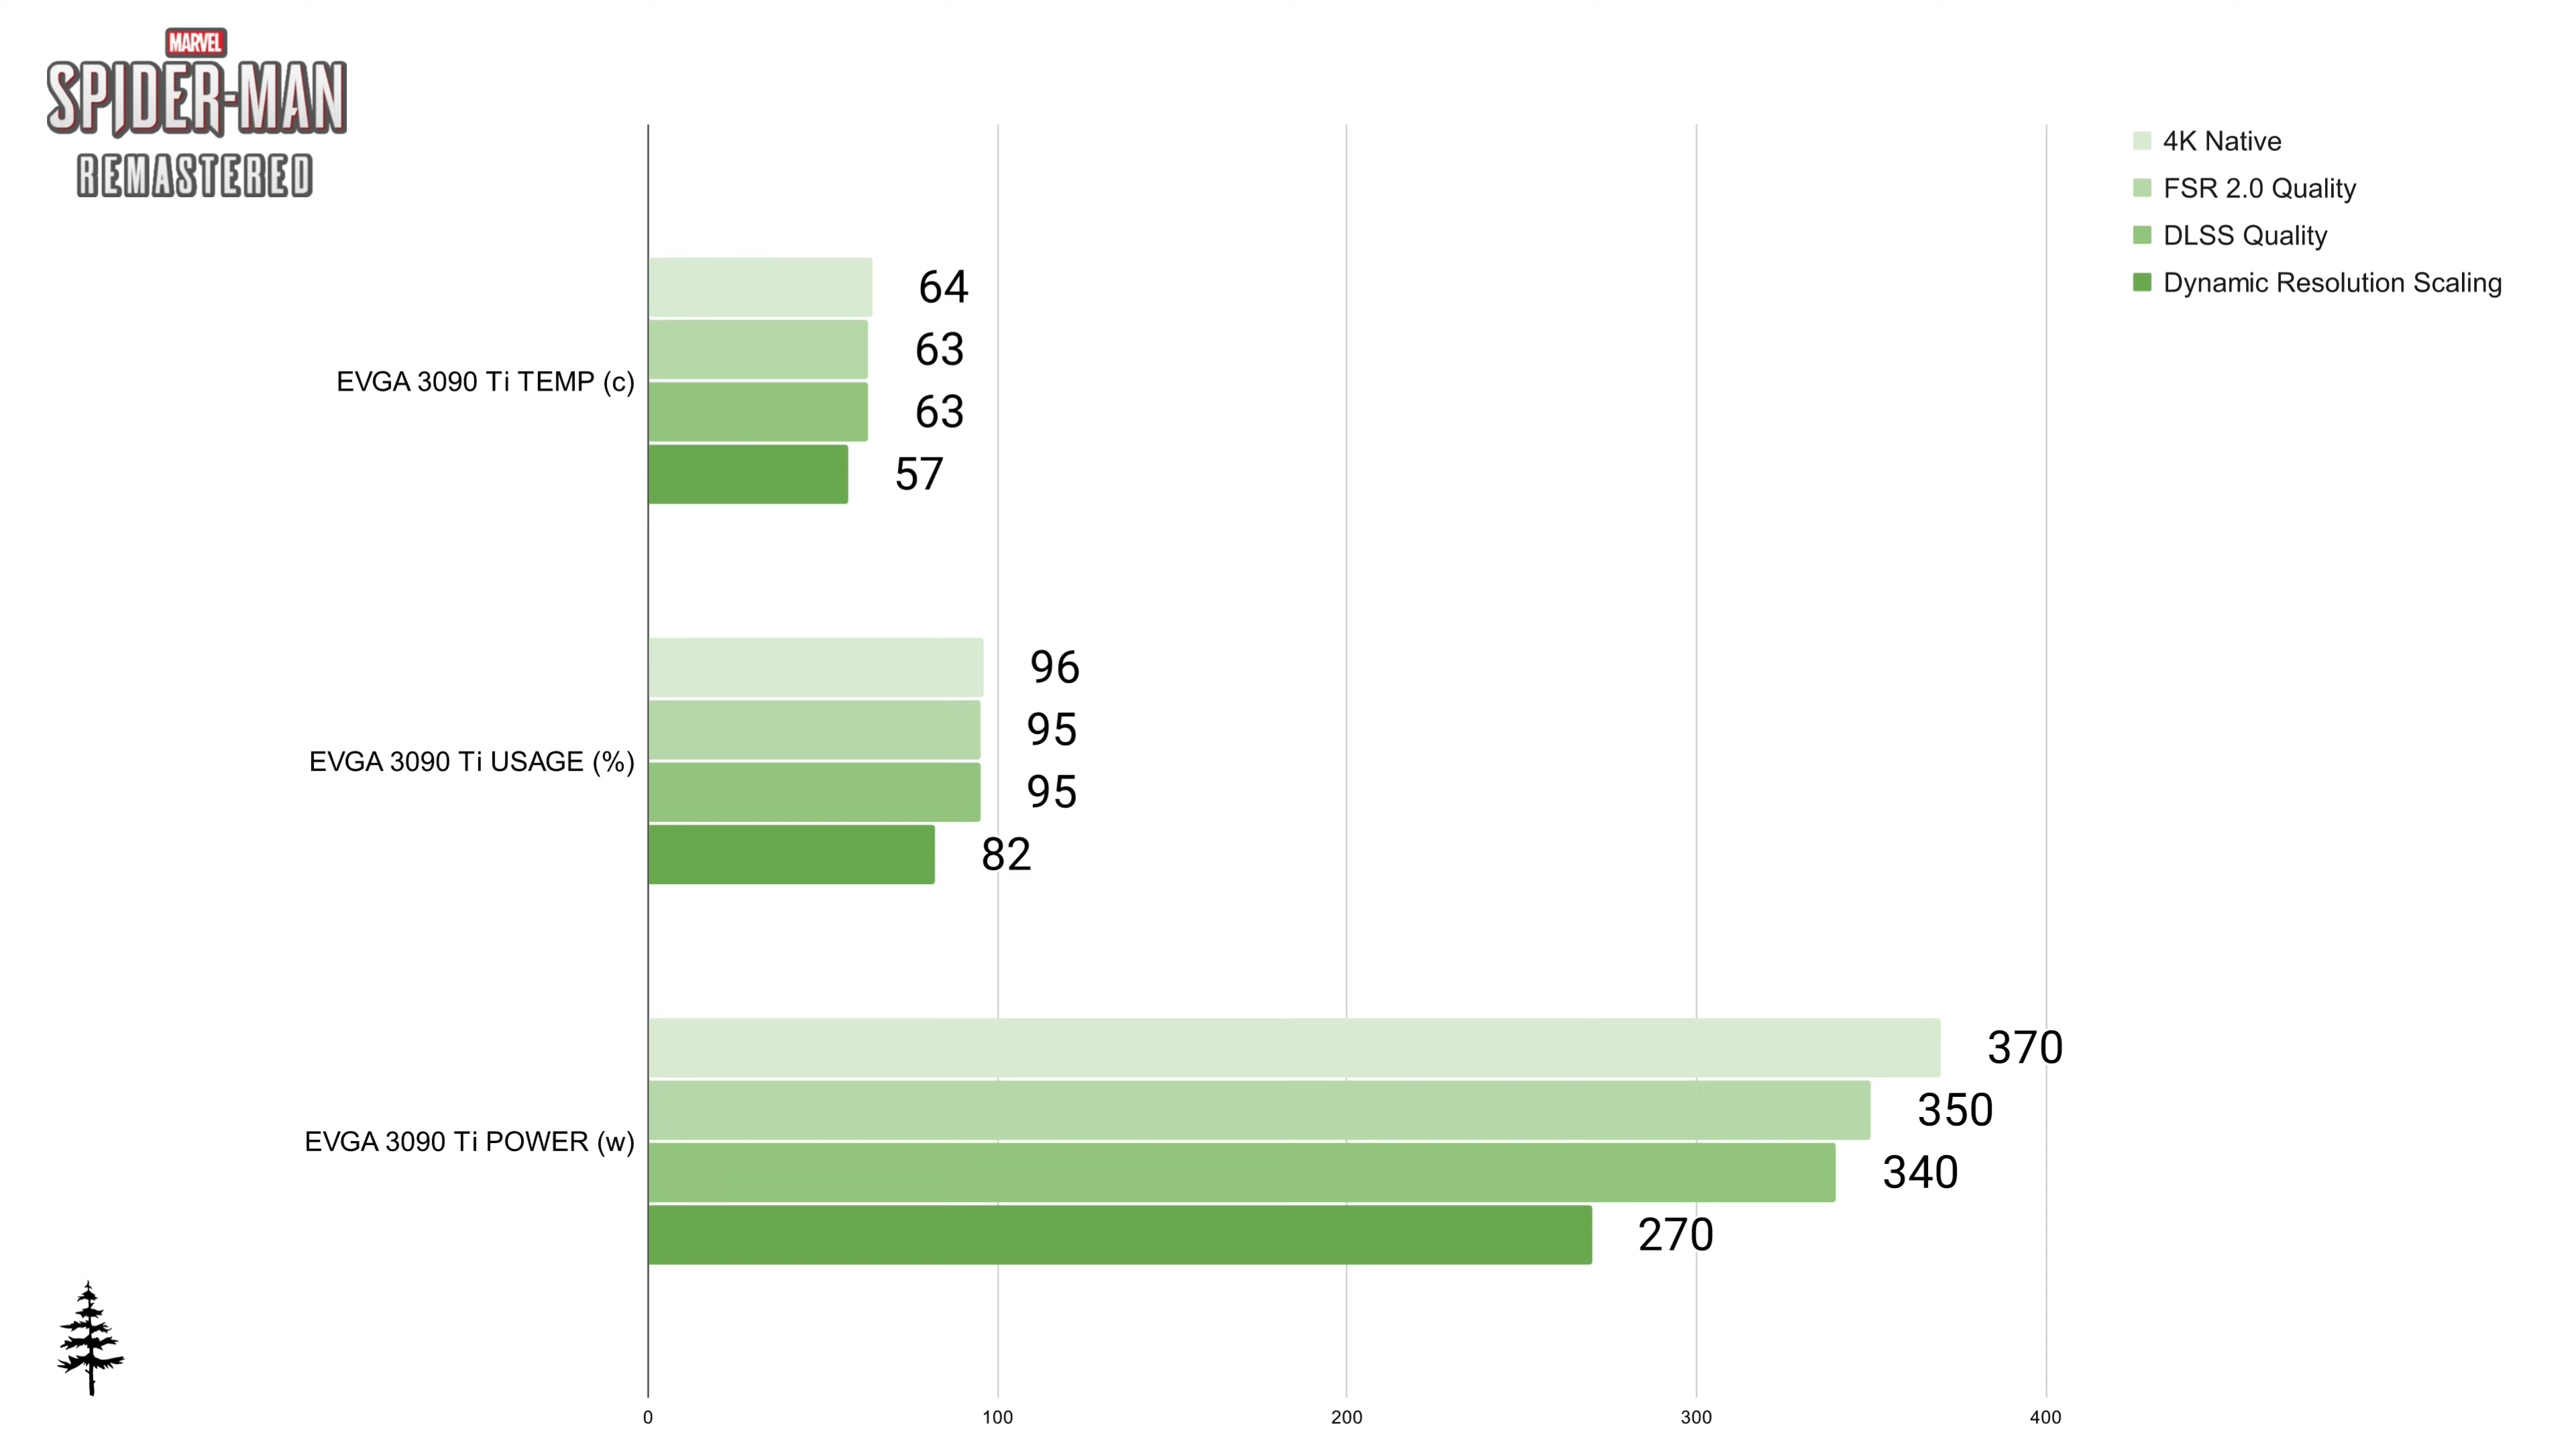 MARVEL
SPIDER-MAN
REMASTERED
4K Native
FSR 2.0 Quality
DLSS Quality
Dynamic Resolution Scaling
EVGA 3090 Ti TEMP (c)
64
63
63
57
EVGA 3090 Ti USAGE (%)
96
95
95
82
EVGA 3090 Ti POWER (w)
370
350
340
270
0
100
200
300
400